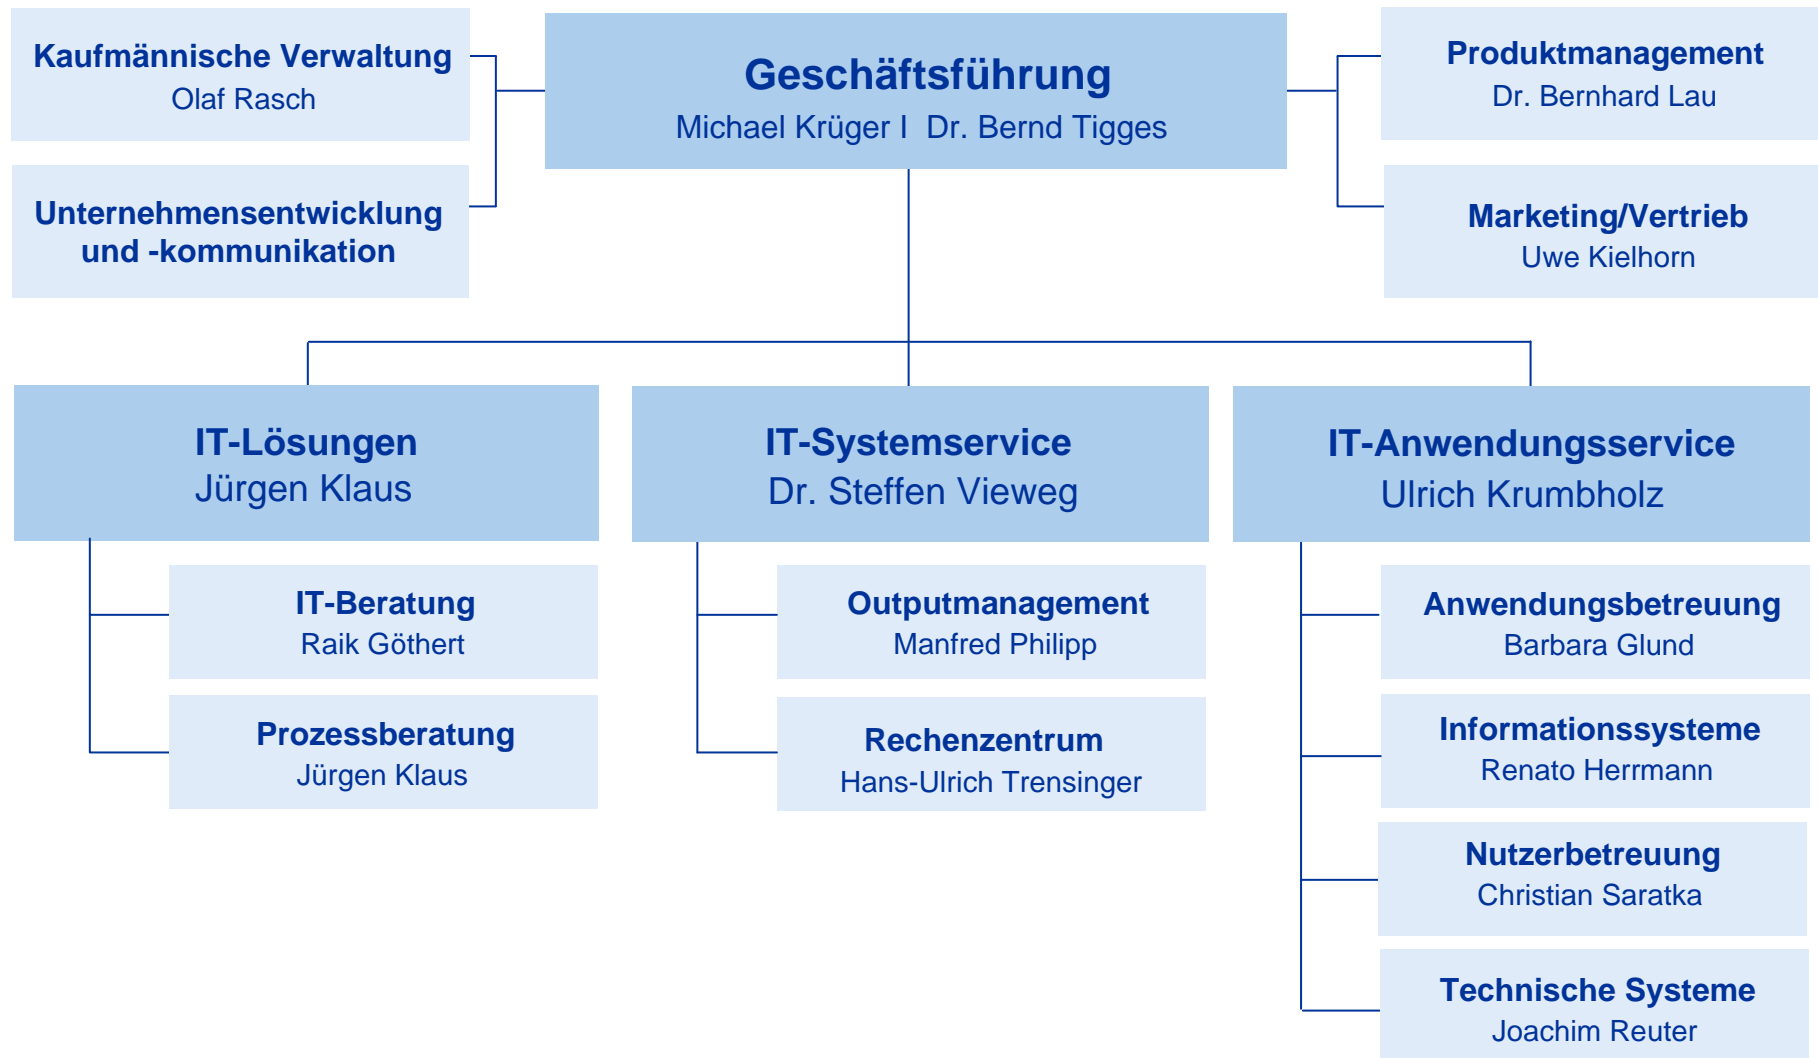 Kaufmännische Verwaltung
Olaf Rasch
Geschäftsführung
Michael Krüger I Dr. Bernd Tigges
Produktmanagement
Dr. Bernhard Lau
Unternehmensentwicklung
und -kommunikation
Marketing/Vertrieb
Uwe Kielhorn
IT-Lösungen
Jürgen Klaus
IT-Systemservice
Dr. Steffen Vieweg
IT-Anwendungsservice
Ulrich Krumbholz
IT-Beratung
Raik Göthert
Prozessberatung
Jürgen Klaus
Outputmanagement
Manfred Philipp
Rechenzentrum
Hans-Ulrich Trensinger
Anwendungsbetreuung
Barbara Glund
Informationssysteme
Renato Herrmann
Nutzerbetreuung
Christian Saratka
Technische Systeme
Joachim Reuter